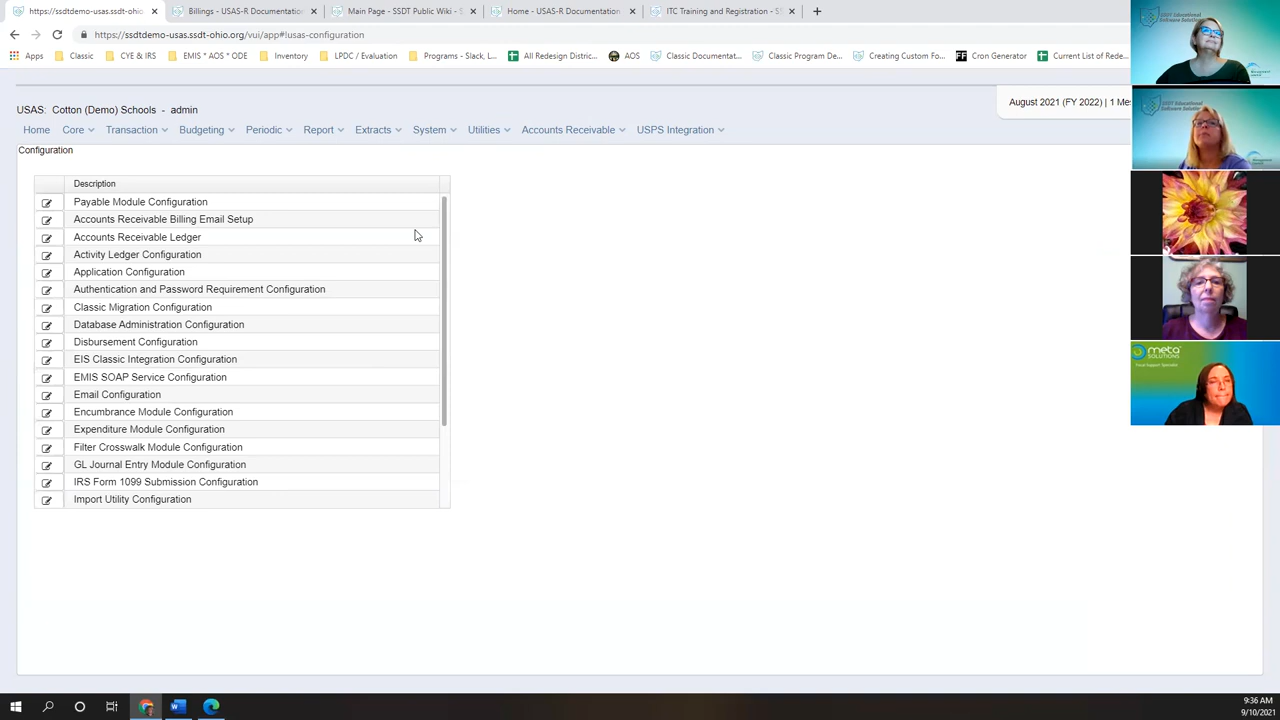 https://ssdtdemo-usas.ssdt-ohio
Billings - USAS-R Documentation
Main Page - SSDT Public Wiki - S
Home - USAS-R Documentation
ITC Training and Registration - S
https://ssdtdemo-usas.ssdt-ohio.org/vui/app#!usas-configuration
Apps
Classic
CYE & IRS
EMIS * AOS * ODE
Inventory
LPDC / Evaluation
Programs - Slack, L...
All Redesign Distric...
AOS
Classic Documentat...
Classic Program De...
Creating Custom Fo...
Cron Generator
Current List of Rede...
USAS: Cotton (Demo) Schools - admin
August 2021 (FY 2022) | 1 Mes
Home
Core
Transaction
Budgeting
Periodic
Report
Extracts
System
Utilities
Accounts Receivable
USPS Integration
Configuration
Description
Payable Module Configuration
Accounts Receivable Billing Email Setup
Accounts Receivable Ledger
Activity Ledger Configuration
Application Configuration
Authentication and Password Requirement Configuration
Classic Migration Configuration
Database Administration Configuration
Disbursement Configuration
EIS Classic Integration Configuration
EMIS SOAP Service Configuration
Email Configuration
Encumbrance Module Configuration
Expenditure Module Configuration
Filter Crosswalk Module Configuration
GL Journal Entry Module Configuration
IRS Form 1099 Submission Configuration
Import Utility Configuration
meta
SOLUTIONS
Fiscal Support Specialist
9:36 AM
9/10/2021